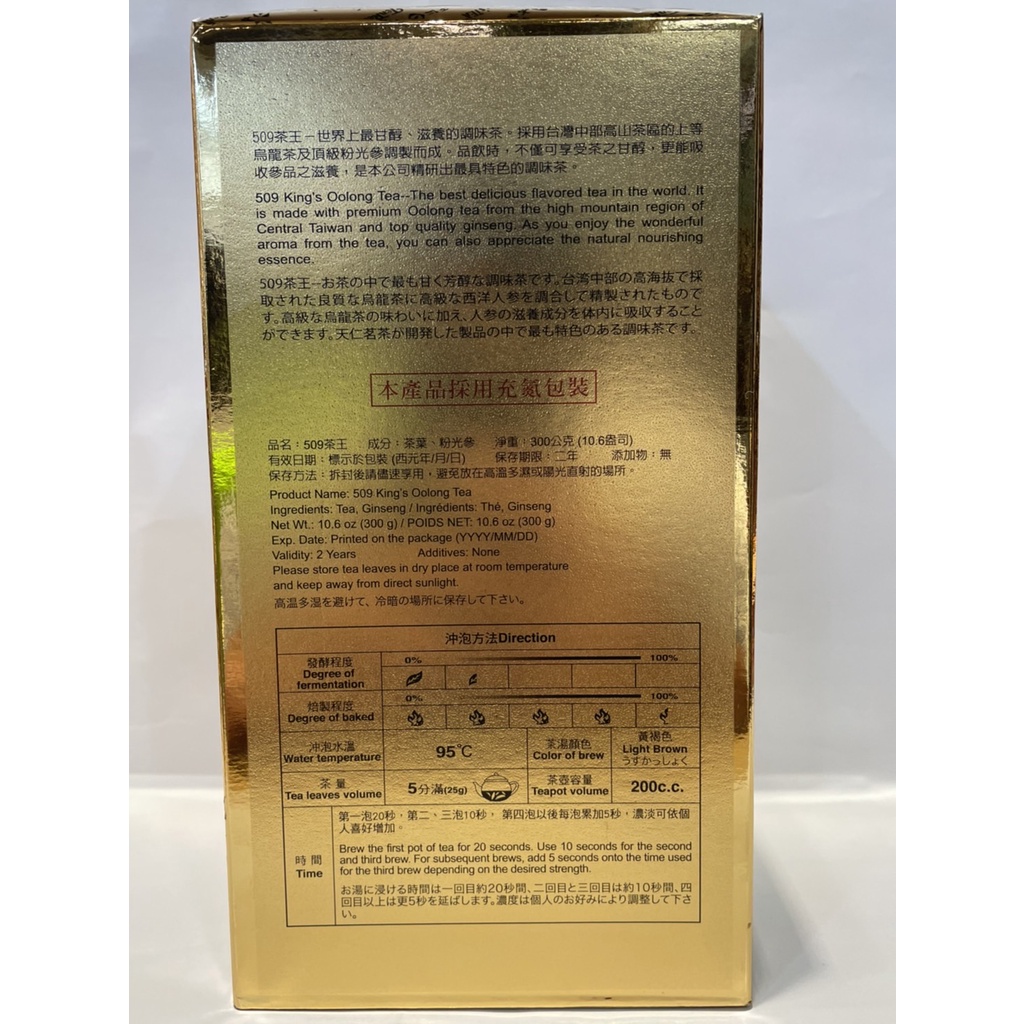 509茶王－世界上最甘醇、滋養的調味茶。採用台灣中部高山茶區的上等
烏龍茶及頂級粉光參調製而成。品飲時，不僅可享受茶之甘醇，更能吸
收參品之滋養，是本公司精研出最具特色的調味茶。
509 King's Oolong Tea--The best delicious flavored tea in the world. It
is made with premium Oolong tea from the high mountain region of
Central Taiwan and top quality ginseng. As you enjoy the wonderful
aroma from the tea, you can also appreciate the natural nourishing
essence.
509茶王--お茶の中で最も甘く芳醇な調味茶です。台湾中部の高海抜で採
取された良質な烏龍茶に高級な西洋人参を調合して精製されたもので
す。高級な烏龍茶の味わいに加え、人参の滋養成分を体内に吸収すること
ができます。天仁茗茶が開発した製品の中で最も特色のある調味茶です。
本產品採用充氮包裝
品名：509茶王 成分：茶葉、粉光參 淨重：300公克 (10.6盎司)
有效日期：標示於包裝 (西元年/月/日) 保存期限：二年 添加物：無
保存方法：拆封後請儘速享用，避免放在高溫多濕或陽光直射的場所。
Product Name: 509 King's Oolong Tea
Ingredients: Tea, Ginseng / Ingrédients: Thé, Ginseng
Net Wt.: 10.6 oz (300 g) / POIDS NET: 10.6 oz (300 g)
Exp. Date: Printed on the package (YYYY/MM/DD)
Validity: 2 Years Additives: None
Please store tea leaves in dry place at room temperature
and keep away from direct sunlight.
高温多湿を避けて、冷暗の場所に保存して下さい。
沖泡方法Direction
發酵程度
Degree of
fermentation
0% 100%
焙製程度
Degree of baked
0% 100%
沖泡水溫
Water temperature
95℃
茶湯顏色
Color of brew
黃褐色
Light Brown
うすかっしょく
茶 量
Tea leaves volume
5分滿(25g)
茶壺容量
Teapot volume
200c.c.
時 間
Time
第一泡20秒，第二、三泡10秒， 第四泡以後每泡累加5秒，濃淡可依個
人喜好增加。
Brew the first pot of tea for 20 seconds. Use 10 seconds for the second
and third brew. For subsequent brews, add 5 seconds onto the time used
for the third brew depending on the desired strength.
お湯に浸ける時間は一回目約20秒間、二回目と三回目は約10秒間、四
回目以上は更5秒を延ばします。濃度は個人のお好みにより調整して下さ
い。